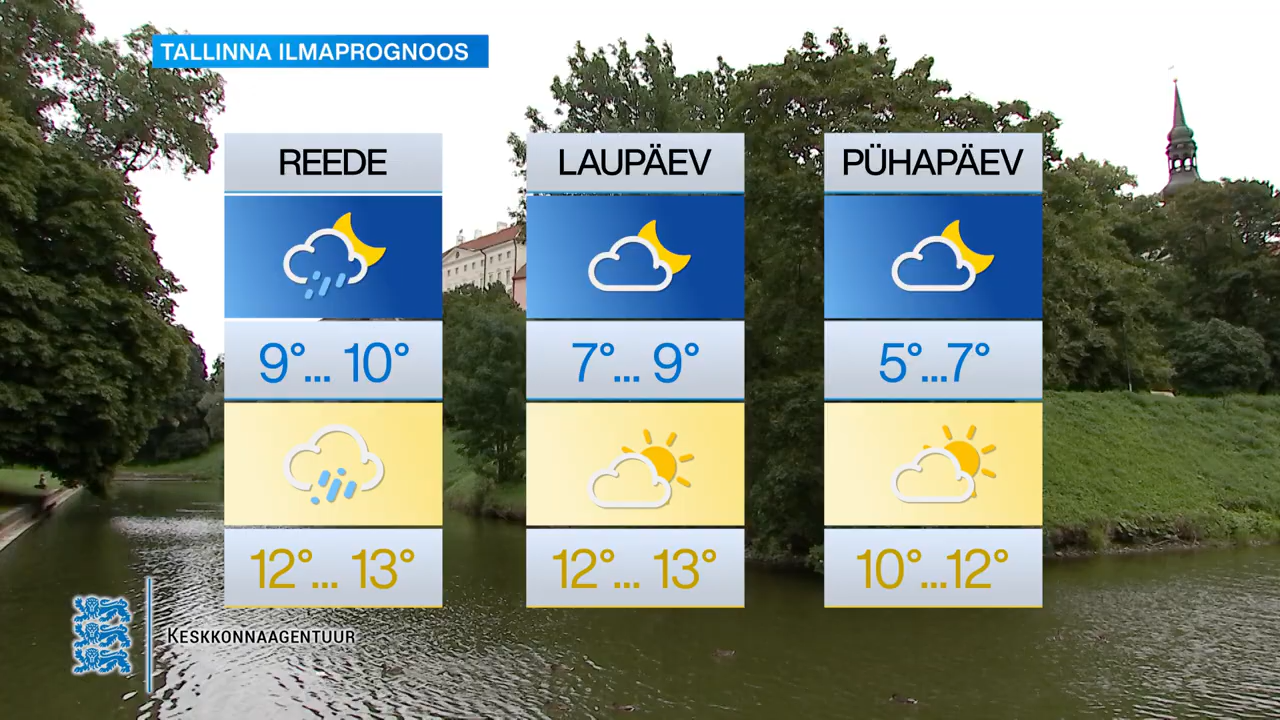 TALLINNA ILMAPROGNOOS
REEDE
9°... 10°
12°... 13°
LAUPÄEV
7°... 9°
12°... 13°
PÜHAPÄEV
5°...7°
10°...12°
KESKKONNAAGENTUUR